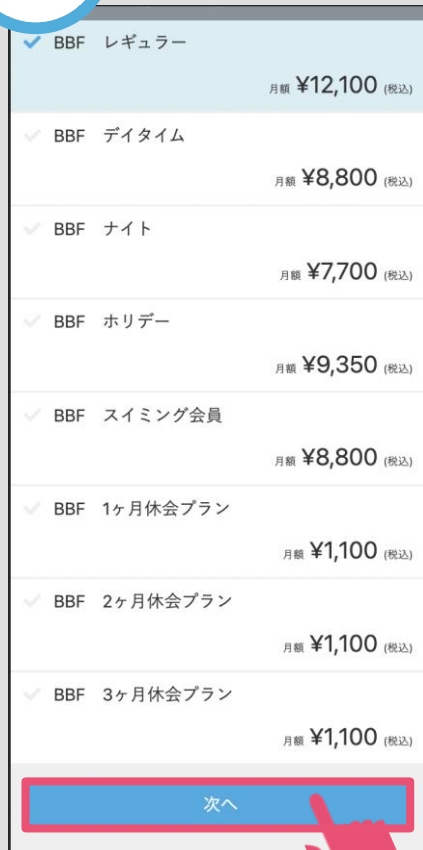 BBF レギュラー
月額 ¥12,100 (税込)
BBF デイタイム
月額 ¥8,800 (税込)
BBF ナイト
月額 ¥7,700 (税込)
BBF ホリデー
月額 ¥9,350 (税込)
BBF スイミング会員
月額 ¥8,800 (税込)
BBF 1ヶ月休会プラン
月額 ¥1,100 (税込)
BBF 2ヶ月休会プラン
月額 ¥1,100 (税込)
BBF 3ヶ月休会プラン
月額 ¥1,100 (税込)
次へ